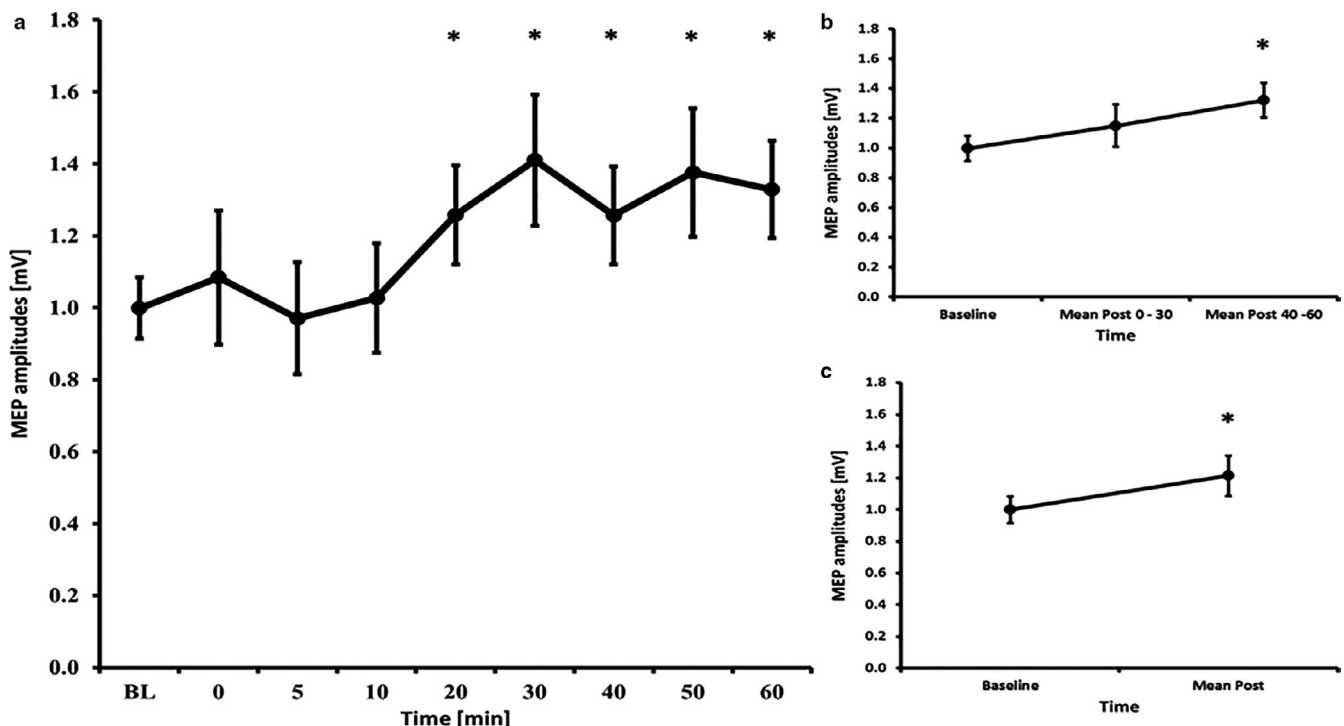 a
MEP amplitudes [mV]
1.8
1.6
1.4
1.2
1.0
0.8
0.6
0.4
0.2
0.0
* * * * *
BL 0 5 10 20 30 40 50 60
Time [min]
b
MEP amplitudes [mV]
1.8
1.6
1.4
1.2
1.0
0.8
0.6
0.4
0.2
0.0
*
Baseline Mean Post 0 - 30 Mean Post 40 -60
Time
c
MEP amplitudes [mV]
1.8
1.6
1.4
1.2
1.0
0.8
0.6
0.4
0.2
0.0
*
Baseline Mean Post
Time